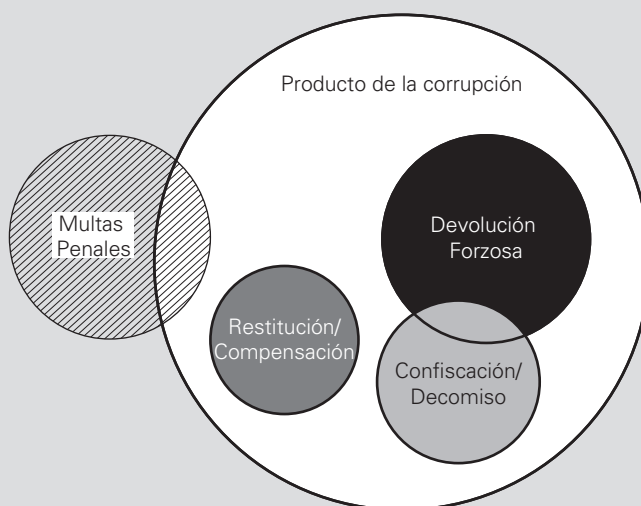 Producto de la corrupción
Multas
Penales
Devolución
Forzosa
Restitución/
Compensación
Confiscación/
Decomiso